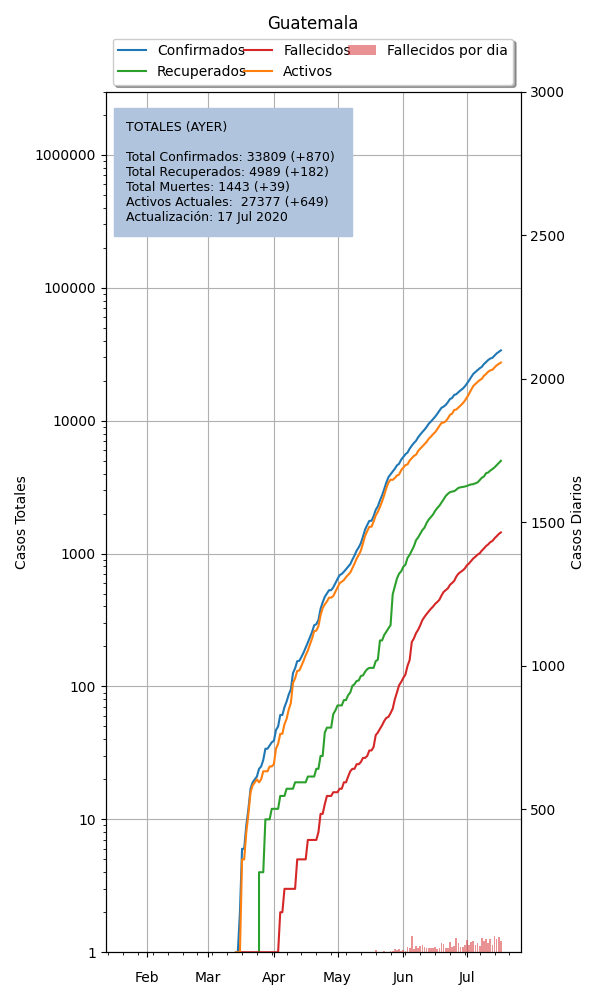 Guatemala
Confirmados Fallecidos Fallecidos por dia
Recuperados Activos
TOTALES (AYER)
Total Confirmados: 33809 (+870)
Total Recuperados: 4989 (+182)
Total Muertes: 1443 (+39)
Activos Actuales:  27377 (+649)
Actualización: 17 Jul 2020
Casos Totales
1000000
100000
10000
1000
100
10
1
3000
2500
2000
1500
1000
500
Casos Diarios
Feb Mar Apr May Jun Jul